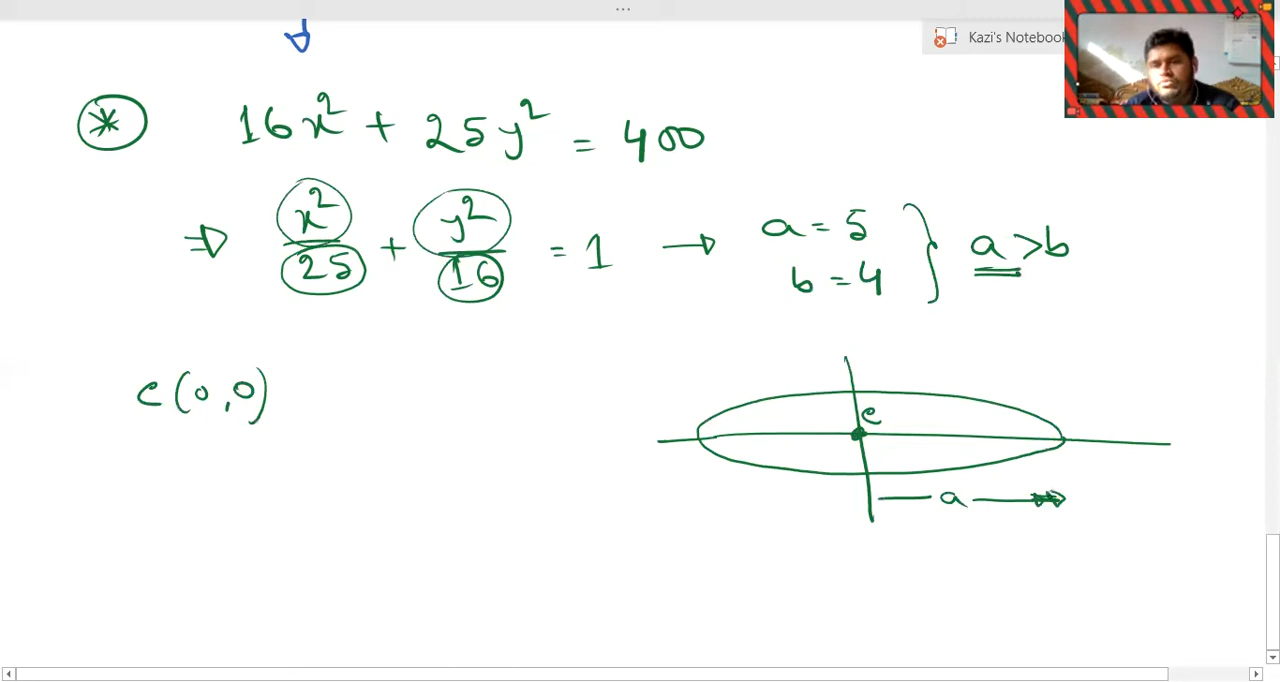 Kazi's Notebook
* 16x² + 25y² = 400
⇒ x²/25 + y²/16 = 1 → a = 5
b = 4 } a > b
c (0,0)
c
a